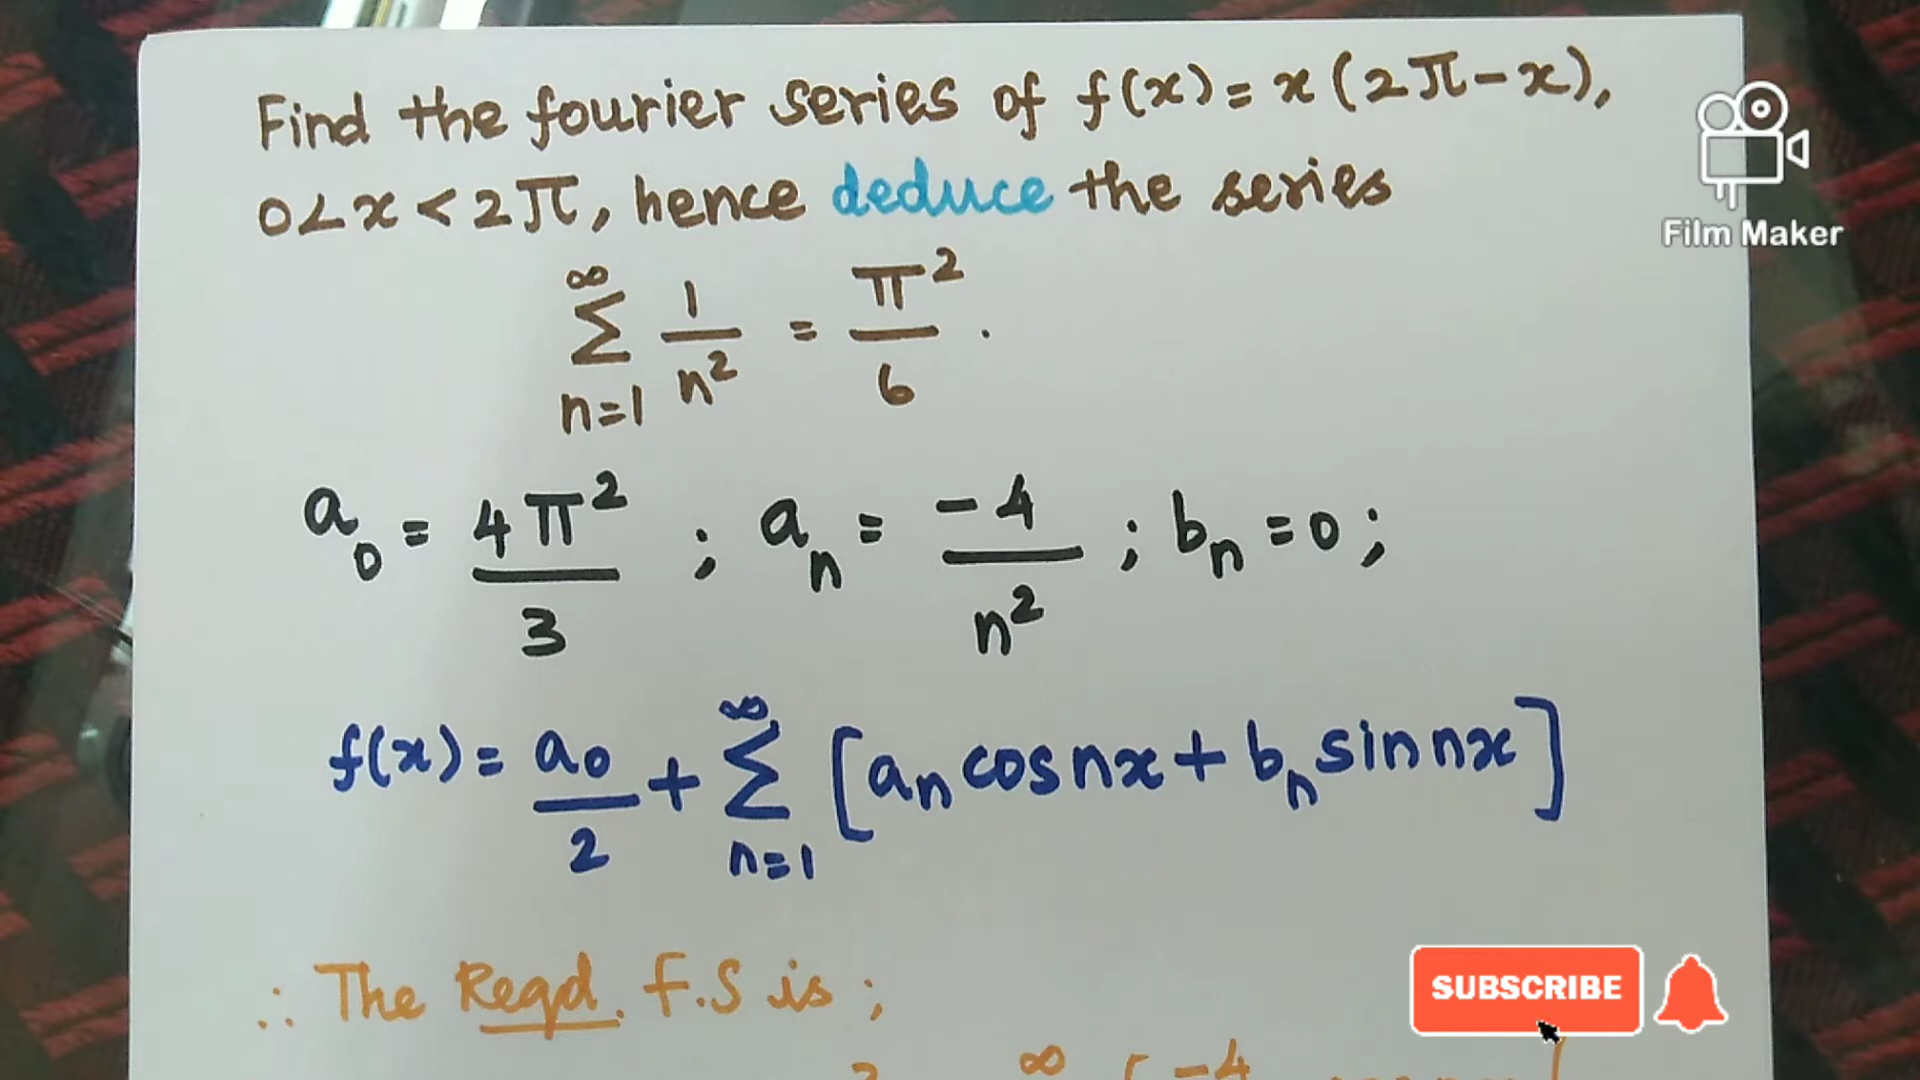 Find the fourier series of f(x) = x(2π-x),
0<x<2π, hence deduce the series
∞ Σ n=1 1/n² = π²/6 .
a₀ = 4π²/3 ; aₙ = -4/n² ; bₙ = 0 ;
f(x) = a₀/2 + ∞ Σ n=1 [aₙ cos nx + bₙ sin nx]
∴ The Reqd. F.S is ;
∞ [ -4
Film Maker
SUBSCRIBE